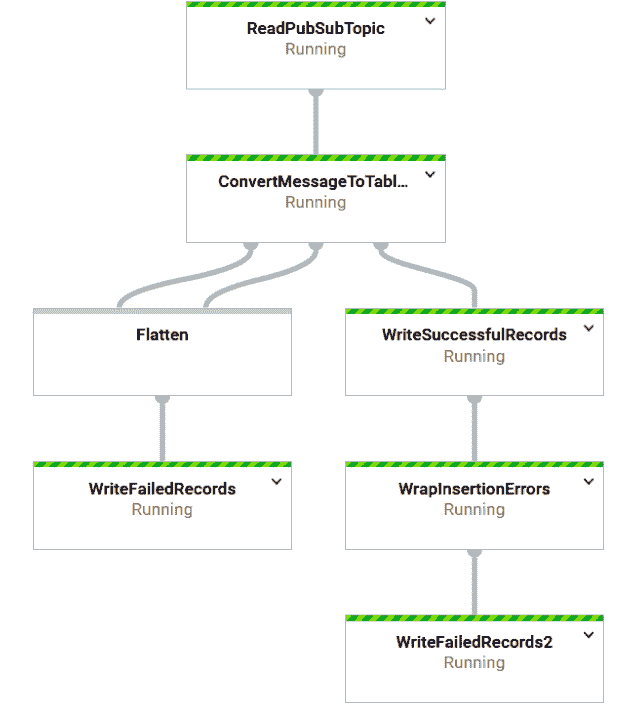 ReadPubSubTopic
Running
ConvertMessageToTabl...
Running
Flatten
WriteSuccessfulRecords
Running
WriteFailedRecords
Running
WrapInsertionErrors
Running
WriteFailedRecords2
Running